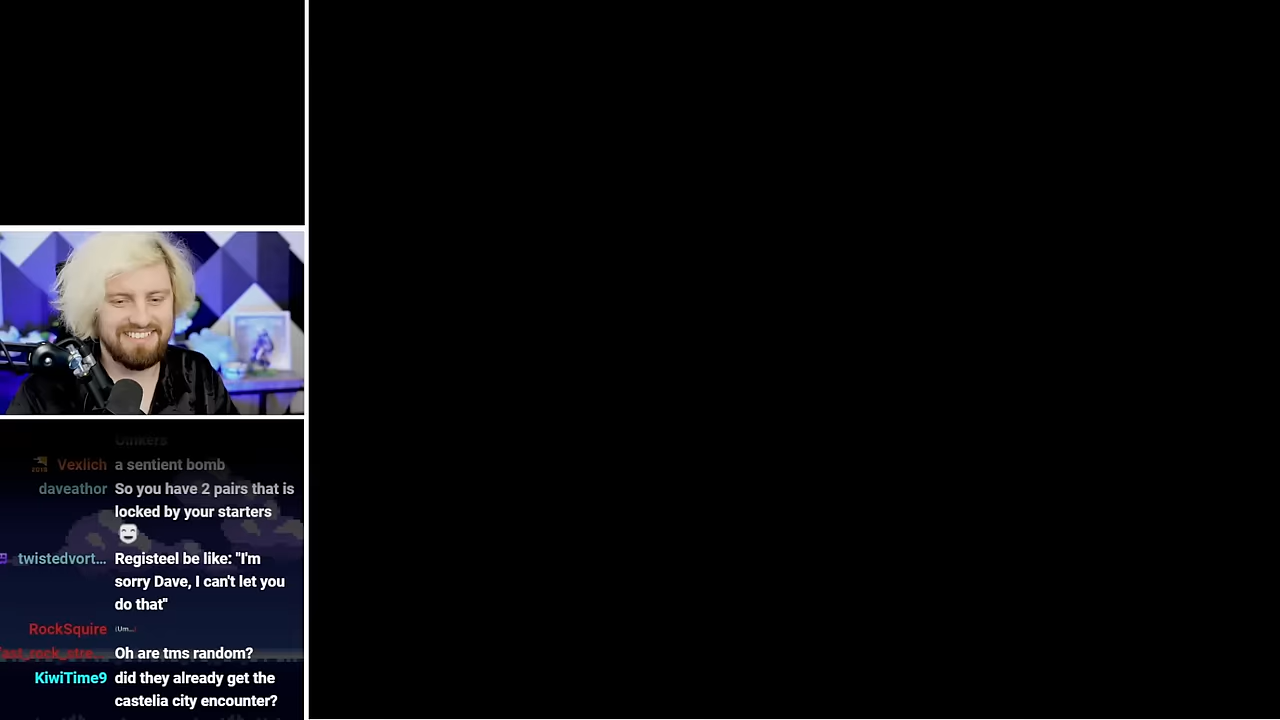 Vexlich a sentient bomb
daveathor So you have 2 pairs that is
locked by your starters
twistedvort... Registeel be like: "I'm
sorry Dave, I can't let you
do that"
RockSquire (Um...)
Oh are tms random?
KiwiTime9 did they already get the
castelia city encounter?